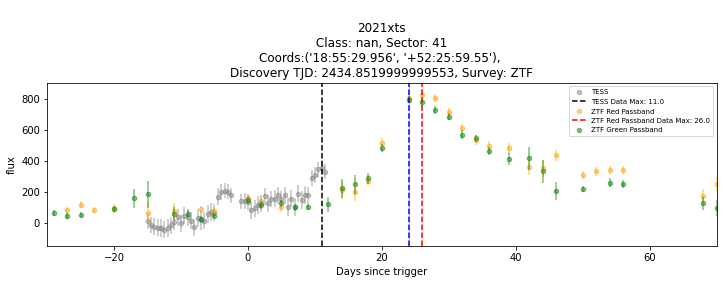 2021xts
Class: nan, Sector: 41
Coords:('18:55:29.956', '+52:25:59.55'),
Discovery TJD: 2434.8519999999553, Survey: ZTF
TESS
TESS Data Max: 11.0
ZTF Red Passband
ZTF Red Passband Data Max: 26.0
ZTF Green Passband
flux
800
600
400
200
0
−20
0
20
40
60
Days since trigger